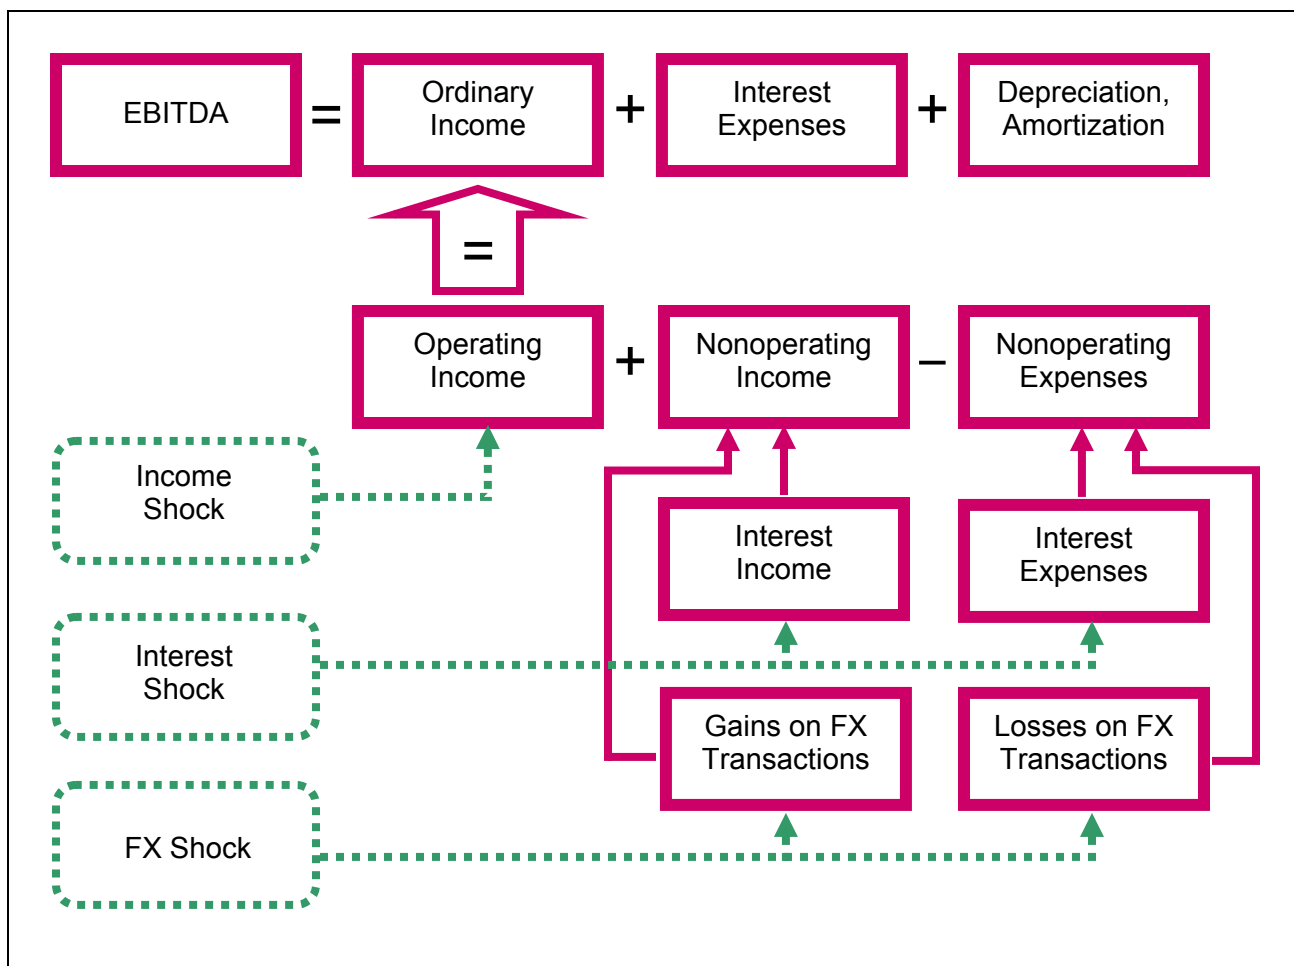 EBITDA
=
Ordinary
Income
+
Interest
Expenses
+
Depreciation,
Amortization
=
Operating
Income
+
Nonoperating
Income
–
Nonoperating
Expenses
Income
Shock
Interest
Income
Interest
Expenses
Interest
Shock
Gains on FX
Transactions
Losses on FX
Transactions
FX Shock